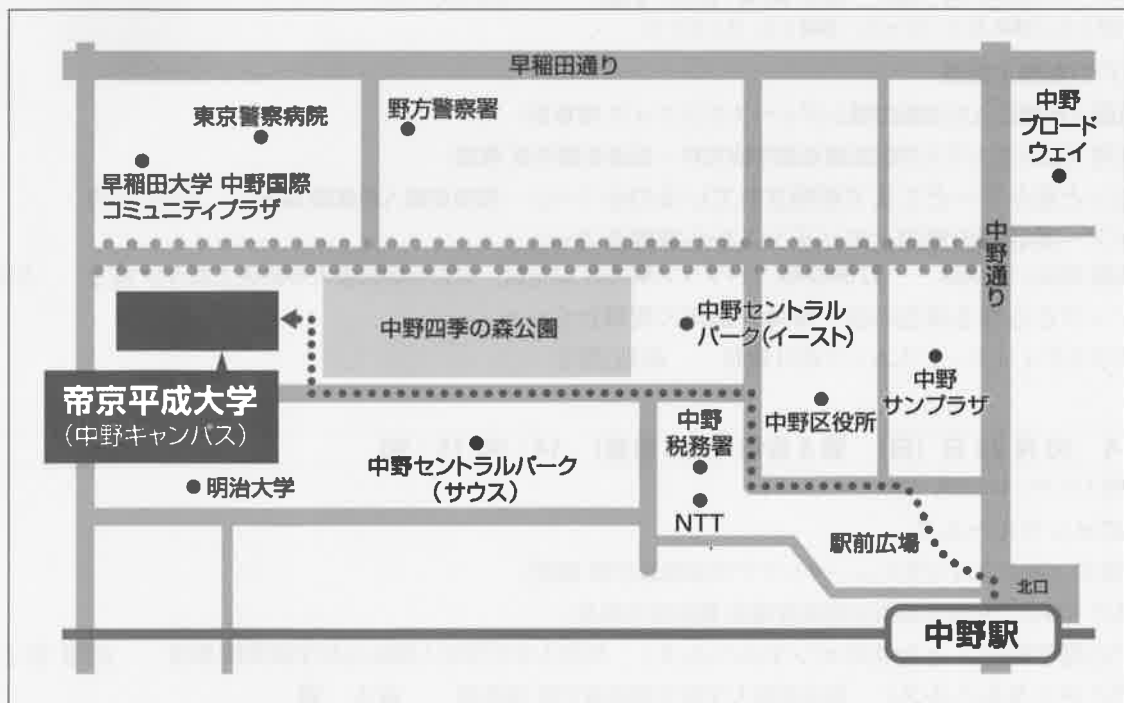 早稲田通り
中野
ブロード
ウェイ
野方警察署
東京警察病院
早稲田大学 中野国際
コミュニティプラザ
中野通り
中野四季の森公園
中野セントラル
パーク(イースト)
中野
サンプラザ
中野区役所
中野
税務署
NTT
帝京平成大学
(中野キャンパス)
中野セントラルパーク
(サウス)
明治大学
駅前広場
北口
中野駅